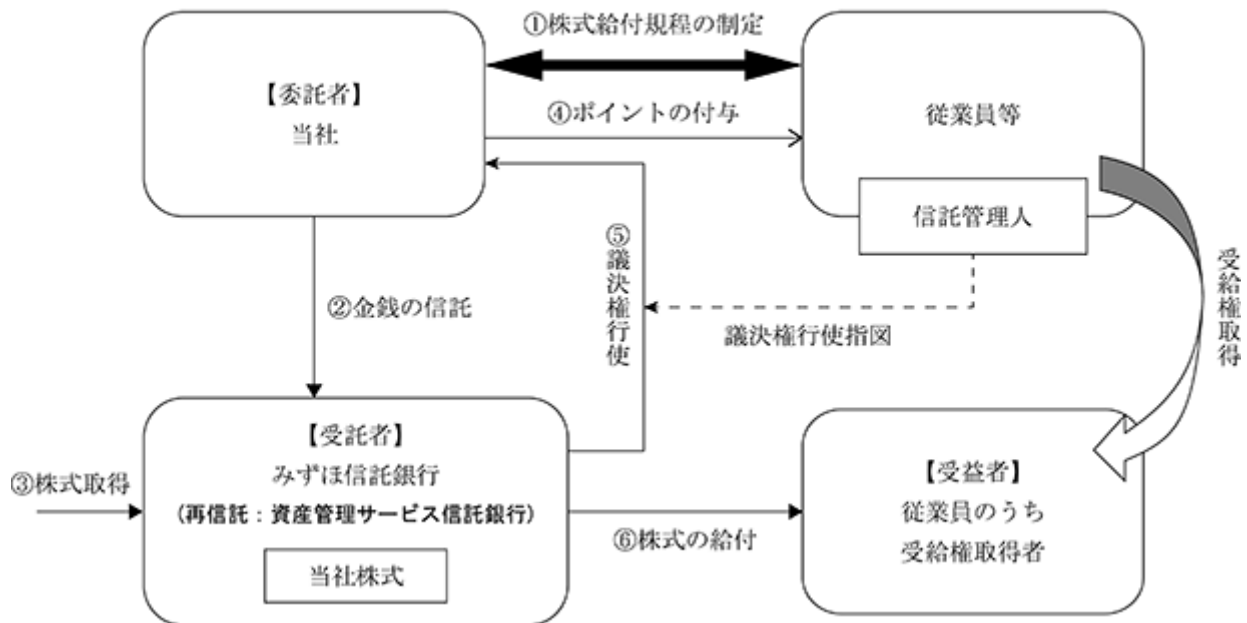 ①株式給付規程の制定
【委託者】
当社
④ポイントの付与
従業員等
信託管理人
⑤議決権行使
受給権取得
②金銭の信託
議決権行使指図
【受託者】
みずほ信託銀行
(再信託：資産管理サービス信託銀行)
当社株式
③株式取得
⑥株式の給付
【受益者】
従業員のうち
受給権取得者